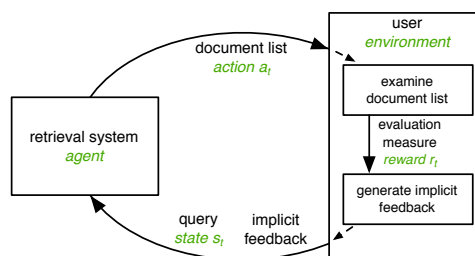 document list
action a_t
user
environment
examine
document list
retrieval system
agent
evaluation
measure
reward r_t
generate implicit
feedback
query implicit
state s_t feedback